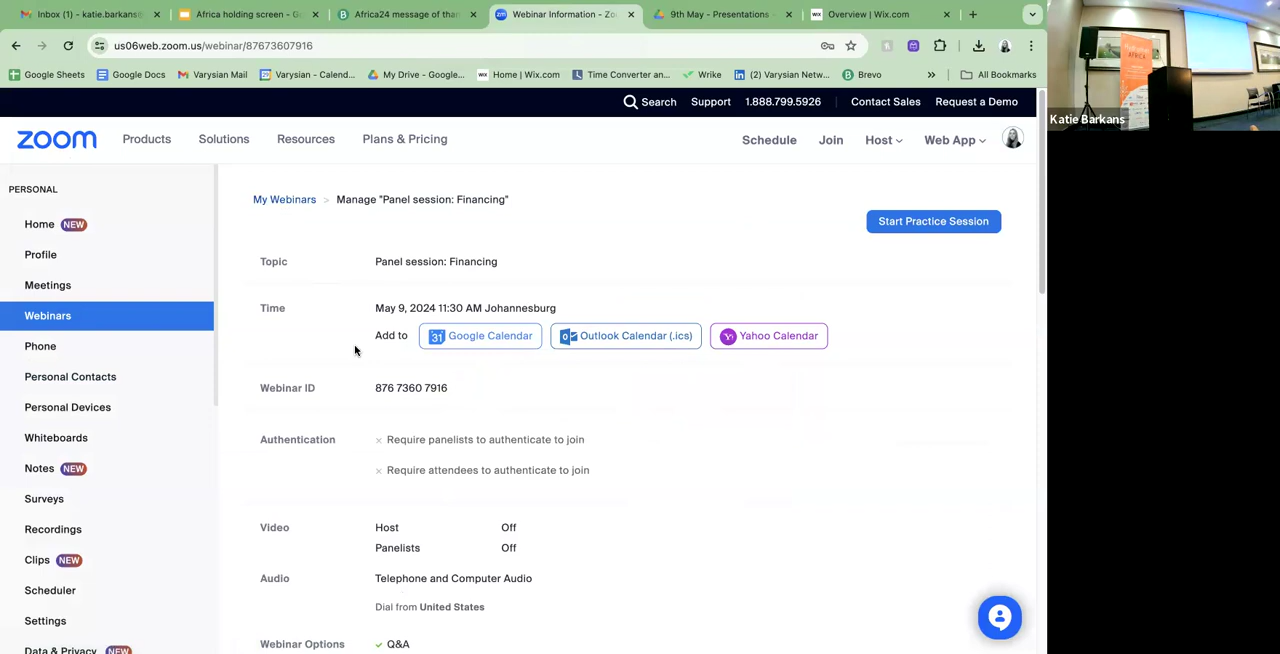 Inbox (1) - katie.barkans@
Africa holding screen - G
Africa24 message of than
Webinar Information - Zo
9th May - Presentations -
Overview | Wix.com
us06web.zoom.us/webinar/87673607916
Google Sheets
Google Docs
Varysian Mail
Varysian - Calend...
My Drive - Google...
Home | Wix.com
Time Converter an...
Wrike
(2) Varysian Netw...
Brevo
»
All Bookmarks
Search
Support
1.888.799.5926
Contact Sales
Request a Demo
zoom
Products
Solutions
Resources
Plans & Pricing
Schedule
Join
Host
Web App
PERSONAL
Home NEW
Profile
Meetings
Webinars
Phone
Personal Contacts
Personal Devices
Whiteboards
Notes NEW
Surveys
Recordings
Clips NEW
Scheduler
Settings
Data & Privacy NEW
My Webinars > Manage "Panel session: Financing"
Start Practice Session
Topic
Panel session: Financing
Time
May 9, 2024 11:30 AM Johannesburg
Add to
31 Google Calendar
Outlook Calendar (.ics)
Yahoo Calendar
Webinar ID
876 7360 7916
Authentication
Require panelists to authenticate to join
Require attendees to authenticate to join
Video
Host
Off
Panelists
Off
Audio
Telephone and Computer Audio
Dial from United States
Webinar Options
Q&A
AFRICA
Katie Barkans